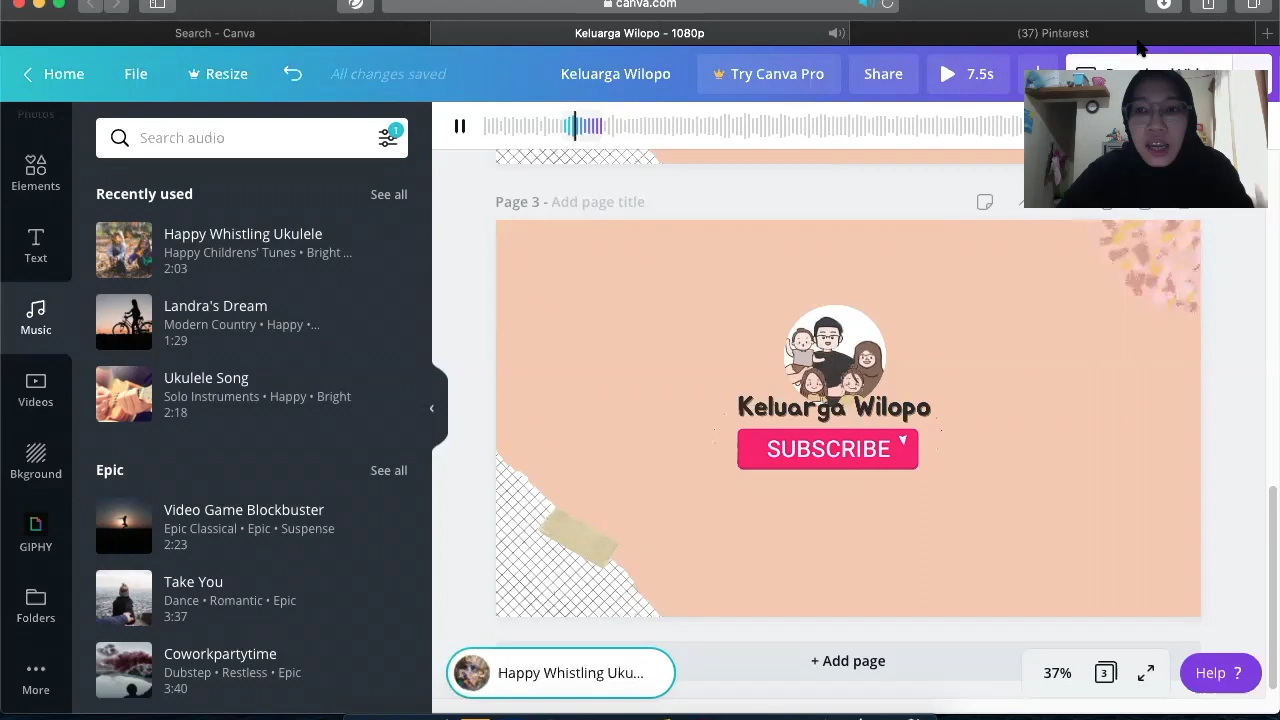 canva.com
Search - Canva
Keluarga Wilopo - 1080p
(37) Pinterest
Home
File
Resize
All changes saved
Keluarga Wilopo
Try Canva Pro
Share
7.5s
Photos
Elements
Text
Music
Videos
Bkground
GIPHY
Folders
More
Search audio
1
Recently used
See all
Happy Whistling Ukulele
Happy Childrens' Tunes • Bright ...
2:03
Landra's Dream
Modern Country • Happy •...
1:29
Ukulele Song
Solo Instruments • Happy • Bright
2:18
Epic
See all
Video Game Blockbuster
Epic Classical • Epic • Suspense
2:23
Take You
Dance • Romantic • Epic
3:37
Coworkpartytime
Dubstep • Restless • Epic
3:40
Page 3 - Add page title
Keluarga Wilopo
SUBSCRIBE
+ Add page
Happy Whistling Uku...
37%
3
Help ?